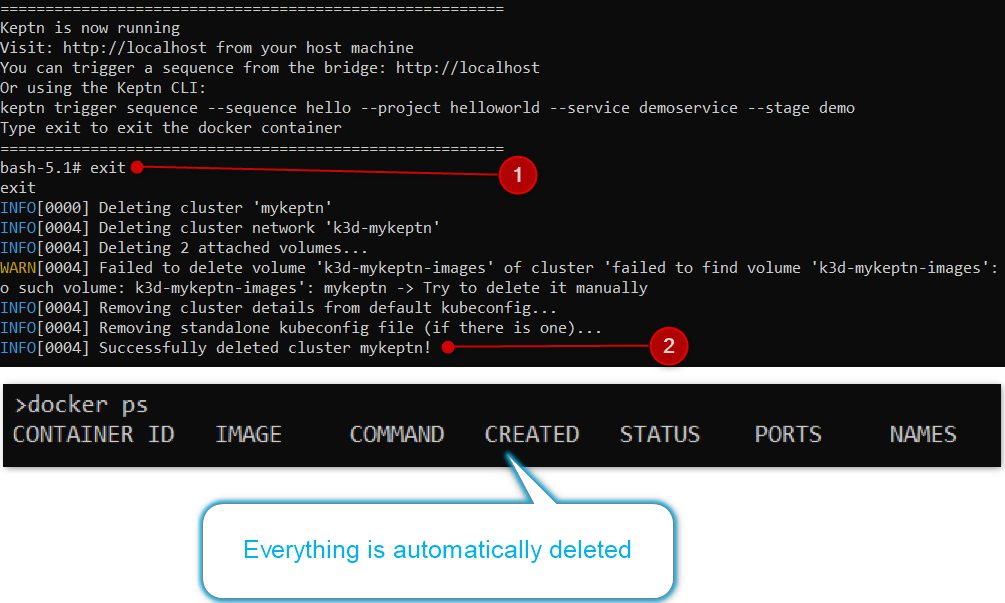 ========================================================
Keptn is now running
Visit: http://localhost from your host machine
You can trigger a sequence from the bridge: http://localhost
Or using the Keptn CLI:
keptn trigger sequence --sequence hello --project helloworld --service demoservice --stage demo
Type exit to exit the docker container
========================================================
bash-5.1# exit 1
exit
INFO[0000] Deleting cluster 'mykeptn'
INFO[0004] Deleting cluster network 'k3d-mykeptn'
INFO[0004] Deleting 2 attached volumes...
WARN[0004] Failed to delete volume 'k3d-mykeptn-images' of cluster 'failed to find volume 'k3d-mykeptn-images':
o such volume: k3d-mykeptn-images': mykeptn -> Try to delete it manually
INFO[0004] Removing cluster details from default kubeconfig...
INFO[0004] Removing standalone kubeconfig file (if there is one)...
INFO[0004] Successfully deleted cluster mykeptn! 2
>docker ps
CONTAINER ID IMAGE COMMAND CREATED STATUS PORTS NAMES
Everything is automatically deleted